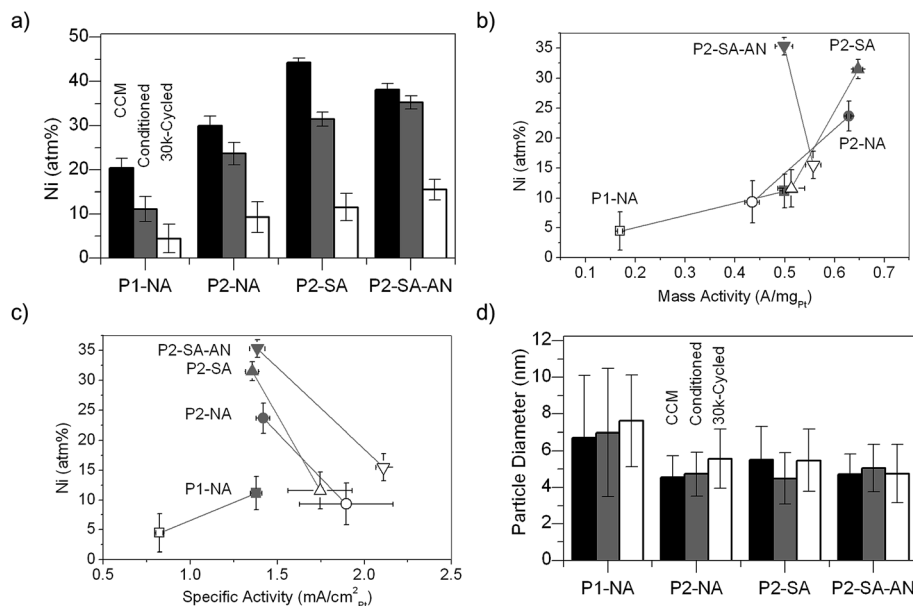 a)
50
40
30
20
10
0
Ni (atm%)
CCM
Conditioned
30k-Cycled
P1-NA
P2-NA
P2-SA
P2-SA-AN
b)
35
30
25
20
15
10
5
0
Ni (atm%)
P2-SA-AN
P2-SA
P2-NA
P1-NA
0.1 0.2 0.3 0.4 0.5 0.6 0.7
Mass Activity (A/mgPt)
c)
35
30
25
20
15
10
5
0
Ni (atm%)
P2-SA-AN
P2-SA
P2-NA
P1-NA
0.5 1.0 1.5 2.0 2.5
Specific Activity (mA/cm²Pt)
d)
12
10
8
6
4
2
0
Particle Diameter (nm)
CCM
Conditioned
30k-Cycled
P1-NA
P2-NA
P2-SA
P2-SA-AN